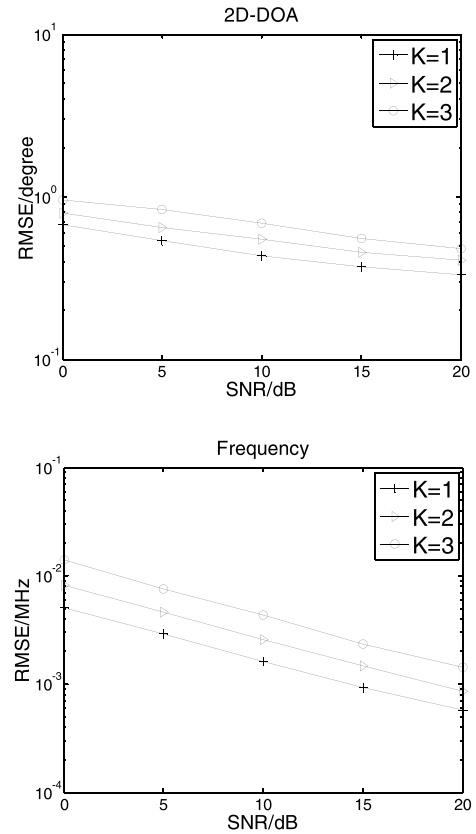 2D-DOA
10^1
K=1
K=2
K=3
10^0
RMSE/degree
10^-1
0 5 10 15 20
SNR/dB
Frequency
10^-1
K=1
K=2
K=3
10^-2
RMSE/MHz
10^-3
10^-4
0 5 10 15 20
SNR/dB